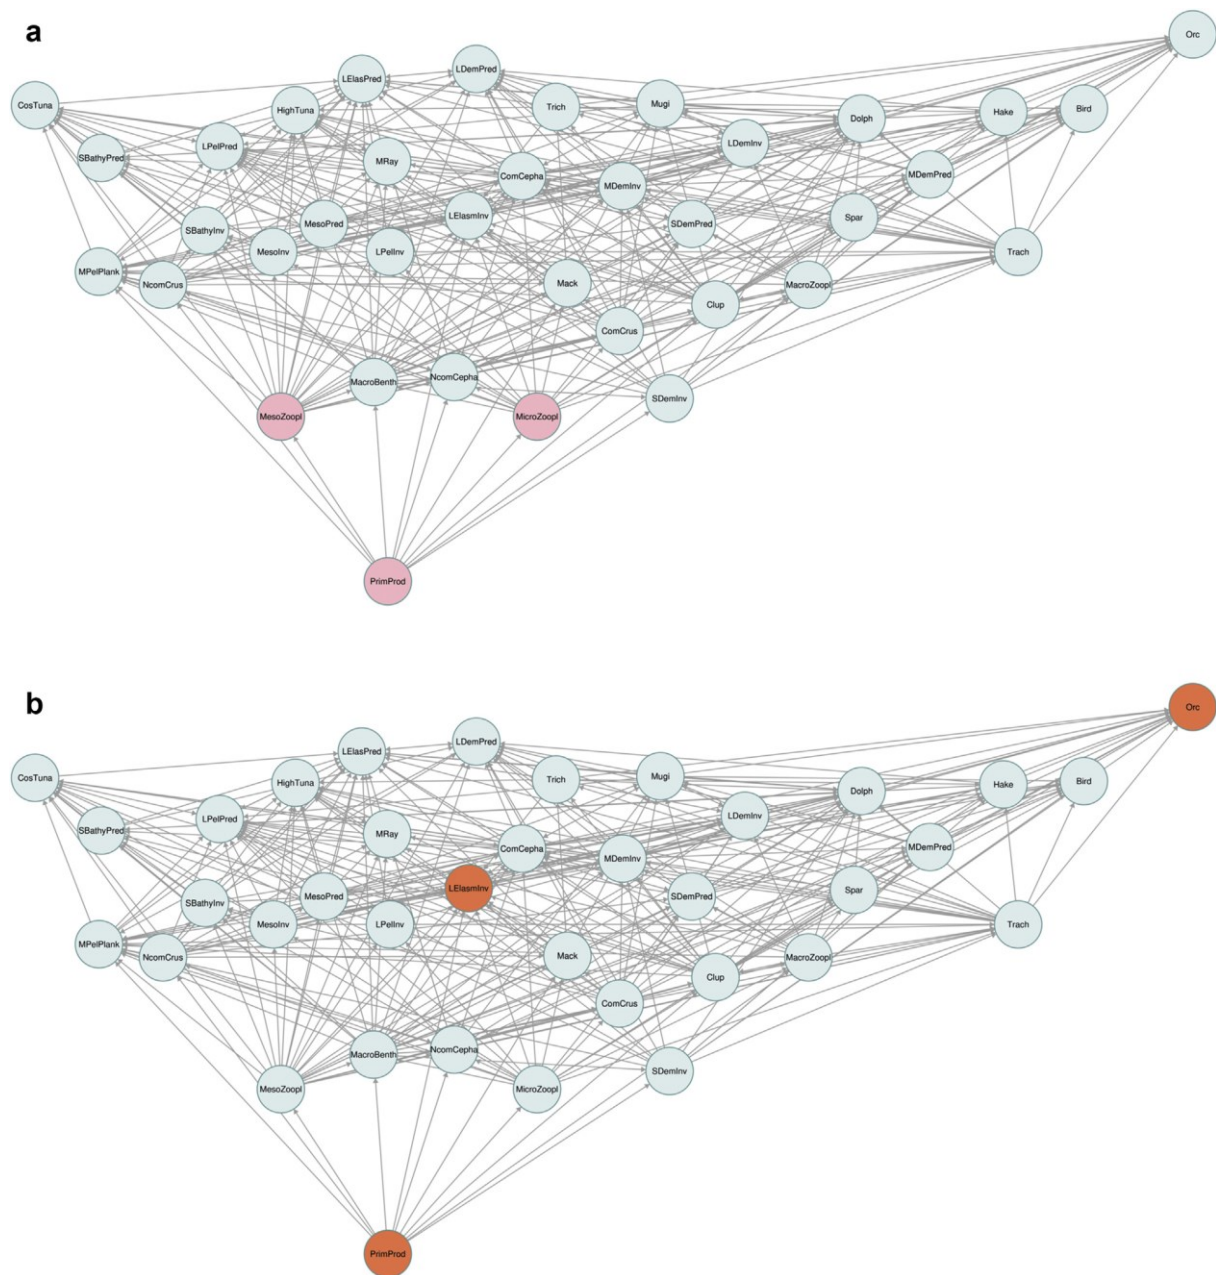 a
Orc
LDemPred
LElasPred
CosTuna
HighTuna
Trich
Mugi
Dolph
Hake
Bird
SBathyPred
LPelPred
MRay
ComCepha
LDemInv
MDemInv
MDemPred
SBathyInv
MesoPred
LElasmInv
SDemPred
Spar
MPelPlank
NcomCrus
MesoInv
LPelInv
Mack
Clup
MacroZoopl
Trach
ComCrus
MacroBenth
NcomCepha
SDemInv
MesoZoopl
MicroZoopl
PrimProd
b
Orc
LDemPred
LElasPred
CosTuna
HighTuna
Trich
Mugi
Dolph
Hake
Bird
SBathyPred
LPelPred
MRay
ComCepha
LDemInv
MDemInv
MDemPred
SBathyInv
MesoPred
LElasmInv
SDemPred
Spar
MPelPlank
NcomCrus
MesoInv
LPelInv
Mack
Clup
MacroZoopl
Trach
ComCrus
MacroBenth
NcomCepha
SDemInv
MesoZoopl
MicroZoopl
PrimProd